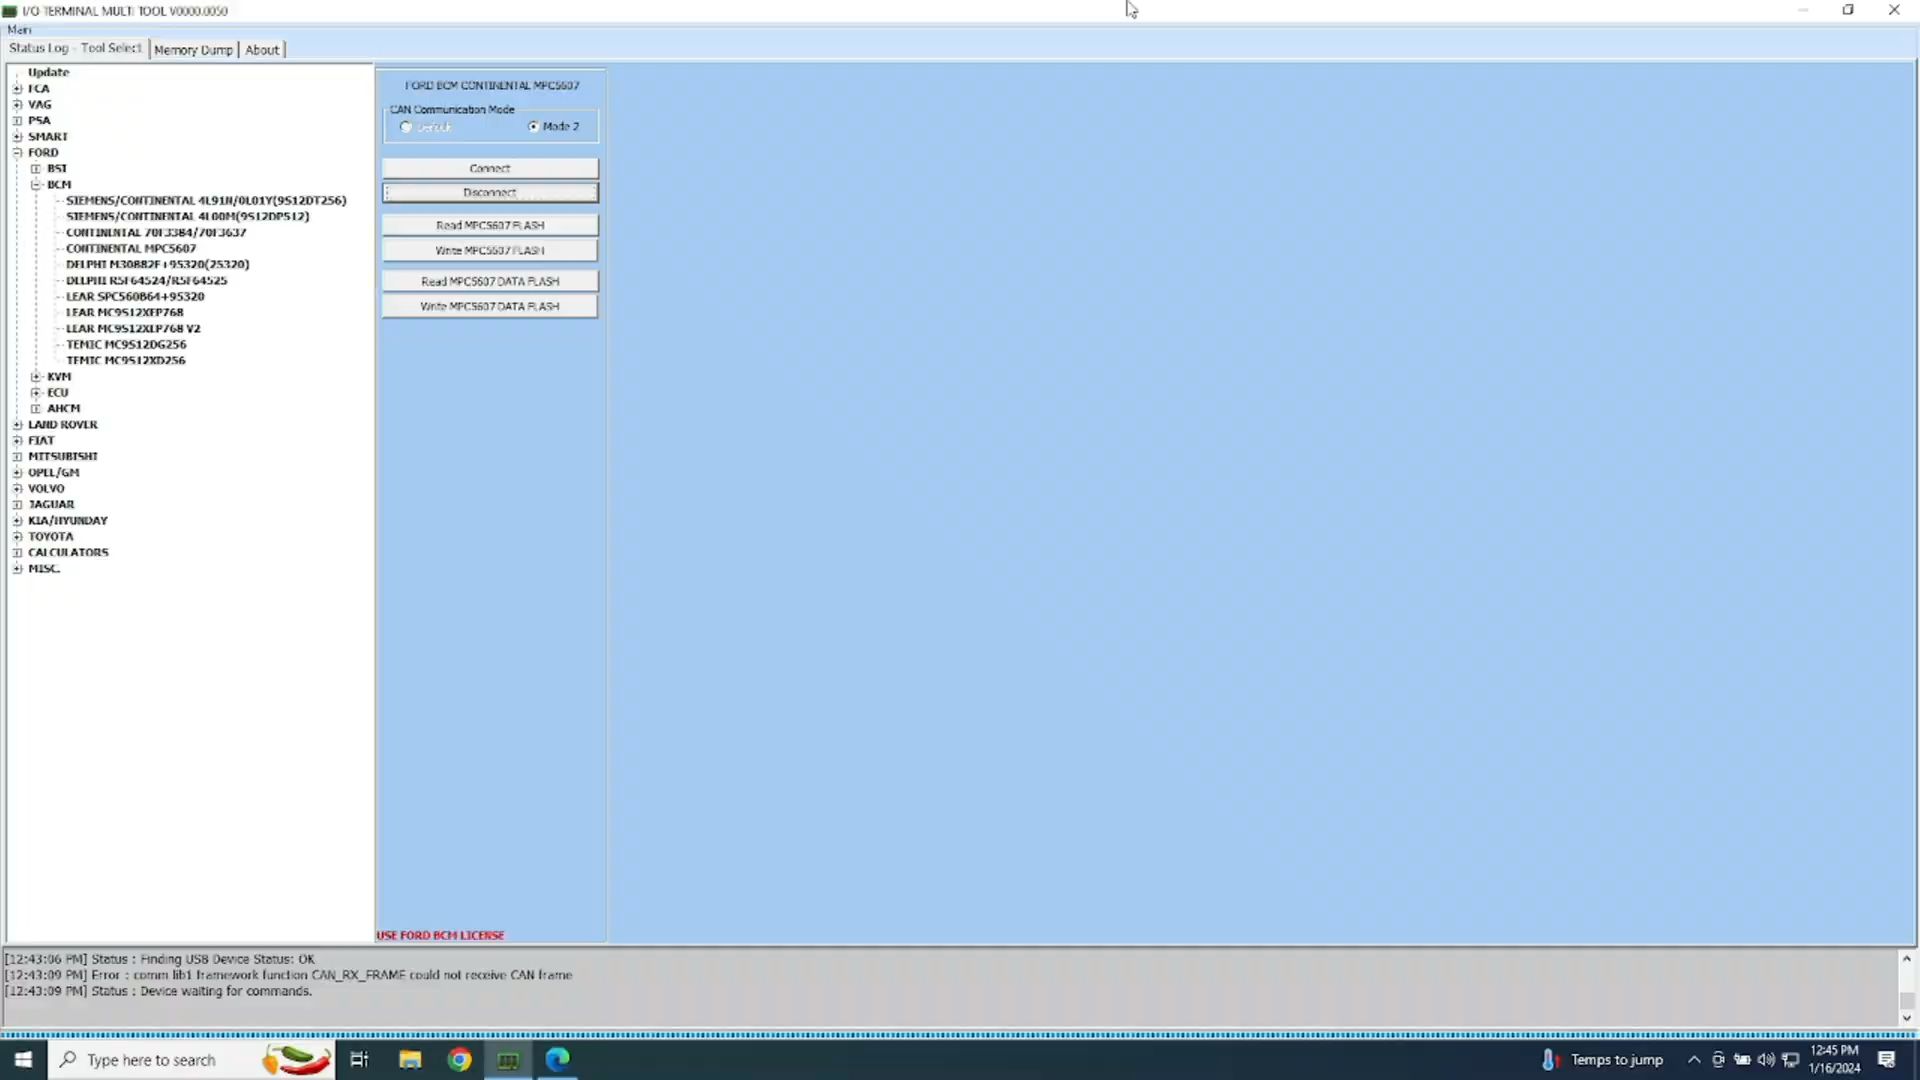 I/O TERMINAL MULTI TOOL V0000.0050
Main
Status Log - Tool Select
Memory Dump
About
Update
FCA
VAG
PSA
SMART
FORD
BSI
BCM
SIEMENS/CONTINENTAL 4L91N/0L01Y(9S12DT256)
SIEMENS/CONTINENTAL 4L00M(9S12DP512)
CONTINENTAL 70F3384/70F3637
CONTINENTAL MPC5607
DELPHI M30882F+95320(25320)
DELPHI R5F64524/R5F64525
LEAR SPC560B64+95320
LEAR MC9S12XEP768
LEAR MC9S12XEP768 V2
TEMIC MC9S12DG256
TEMIC MC9S12XD256
KVM
ECU
AHCM
LAND ROVER
FIAT
MITSUBISHI
OPEL/GM
VOLVO
JAGUAR
KIA/HYUNDAY
TOYOTA
CALCULATORS
MISC.
FORD BCM CONTINENTAL MPC5607
CAN Communication Mode
Default
Mode 2
Connect
Disconnect
Read MPC5607 FLASH
Write MPC5607 FLASH
Read MPC5607 DATA FLASH
Write MPC5607 DATA FLASH
USE FORD BCM LICENSE
[12:43:06 PM] Status : Finding USB Device Status: OK
[12:43:09 PM] Error : comm lib1 framework function CAN_RX_FRAME could not receive CAN frame
[12:43:09 PM] Status : Device waiting for commands.
Type here to search
Temps to jump
12:45 PM
1/16/2024